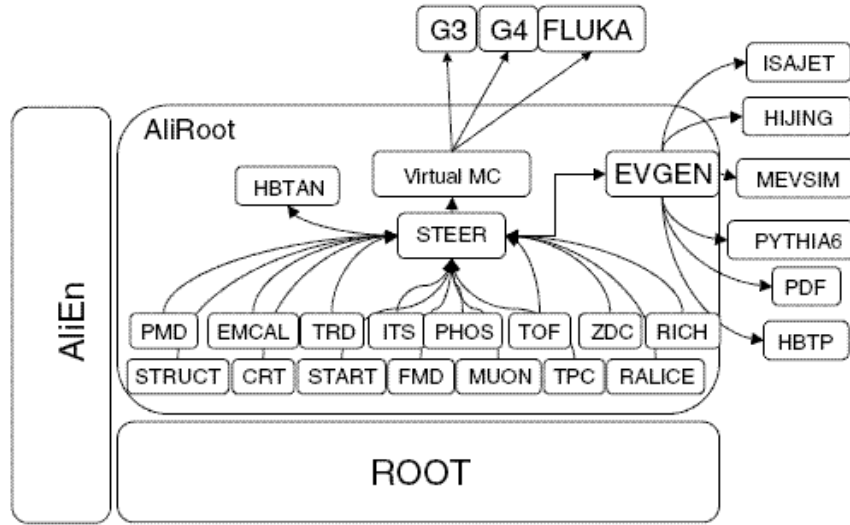 G3 G4 FLUKA
ISAJET
HIJING
AliRoot
Virtual MC
EVGEN
MEVSIM
HBTAN
STEER
PYTHIA6
PDF
PMD EMCAL TRD ITS PHOS TOF ZDC RICH
HBTP
STRUCT CRT START FMD MUON TPC RALICE
AliEn
ROOT